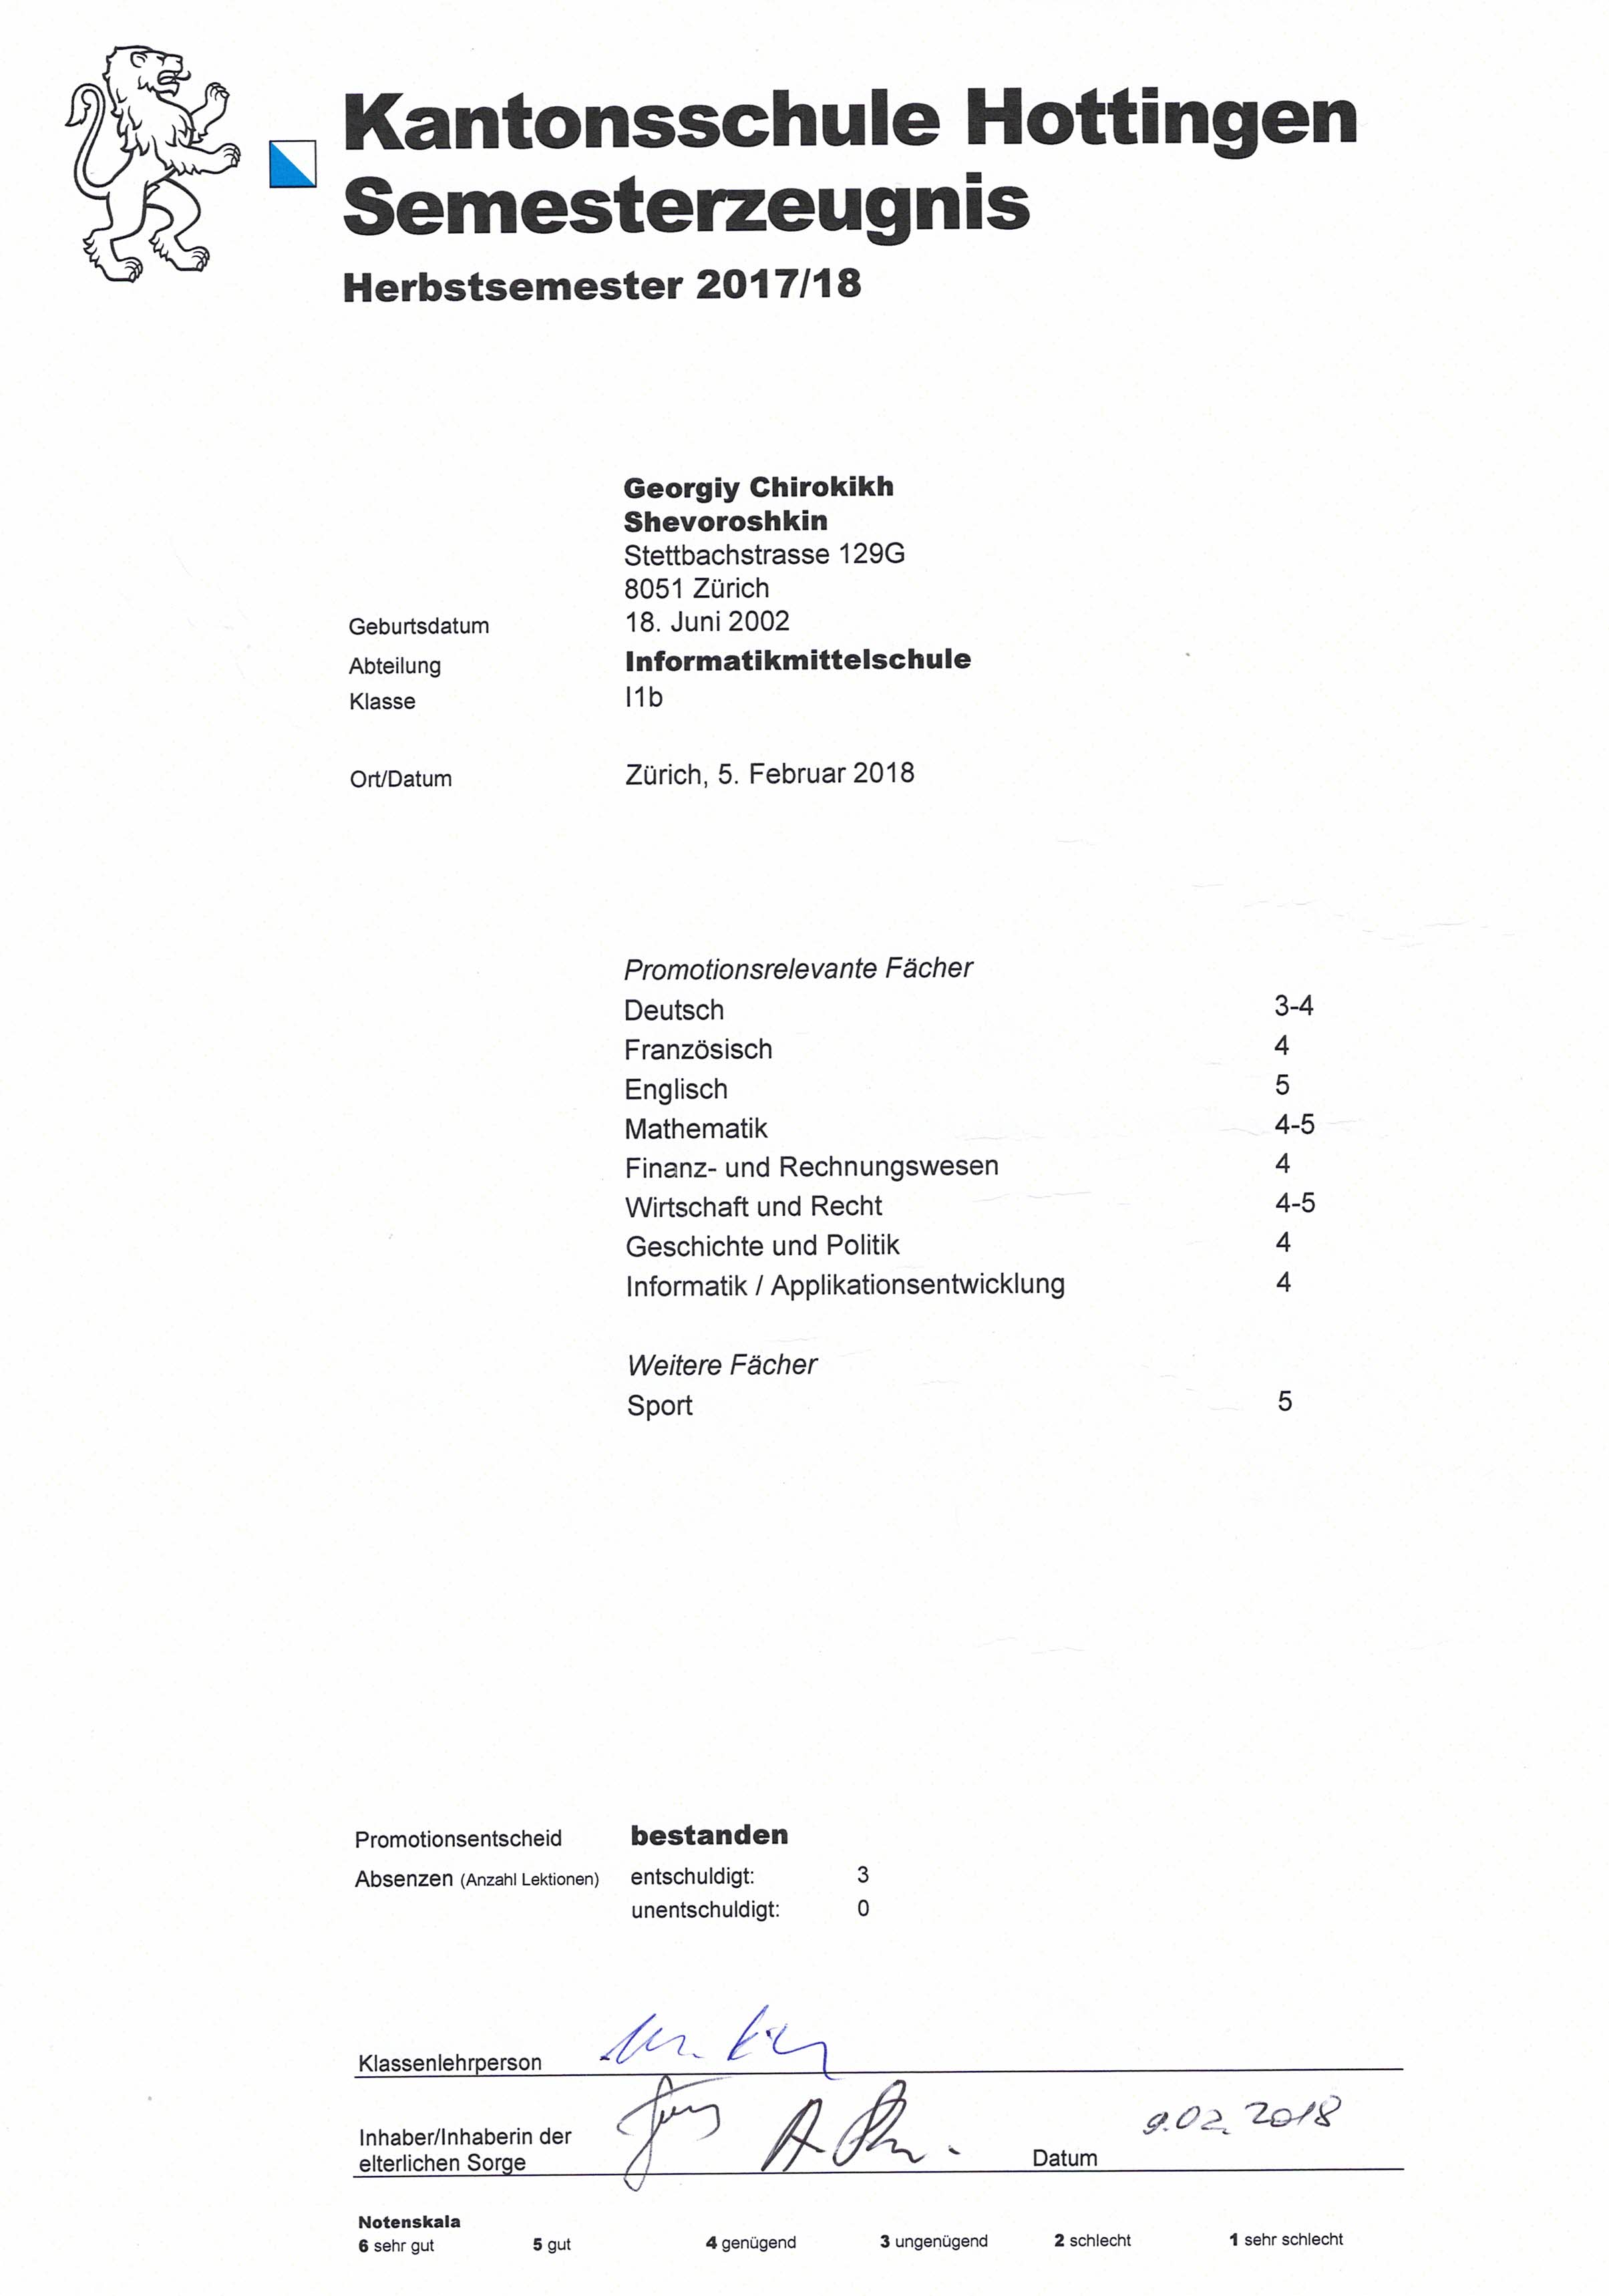 Kantonsschule Hottingen
Semesterzeugnis
Herbstsemester 2017/18
Georgiy Chirokikh
Shevoroshkin
Stettbachstrasse 129G
8051 Zürich
Geburtsdatum 18. Juni 2002
Abteilung Informatikmittelschule
Klasse I1b
Ort/Datum Zürich, 5. Februar 2018
Promotionsrelevante Fächer
Deutsch 3-4
Französisch 4
Englisch 5
Mathematik 4-5
Finanz- und Rechnungswesen 4
Wirtschaft und Recht 4-5
Geschichte und Politik 4
Informatik / Applikationsentwicklung 4
Weitere Fächer
Sport 5
Promotionsentscheid bestanden
Absenzen (Anzahl Lektionen) entschuldigt: 3
unentschuldigt: 0
Klassenlehrperson
Inhaber/Inhaberin der
elterlichen Sorge Datum 9.02.2018
Notenskala
6 sehr gut 5 gut 4 genügend 3 ungenügend 2 schlecht 1 sehr schlecht